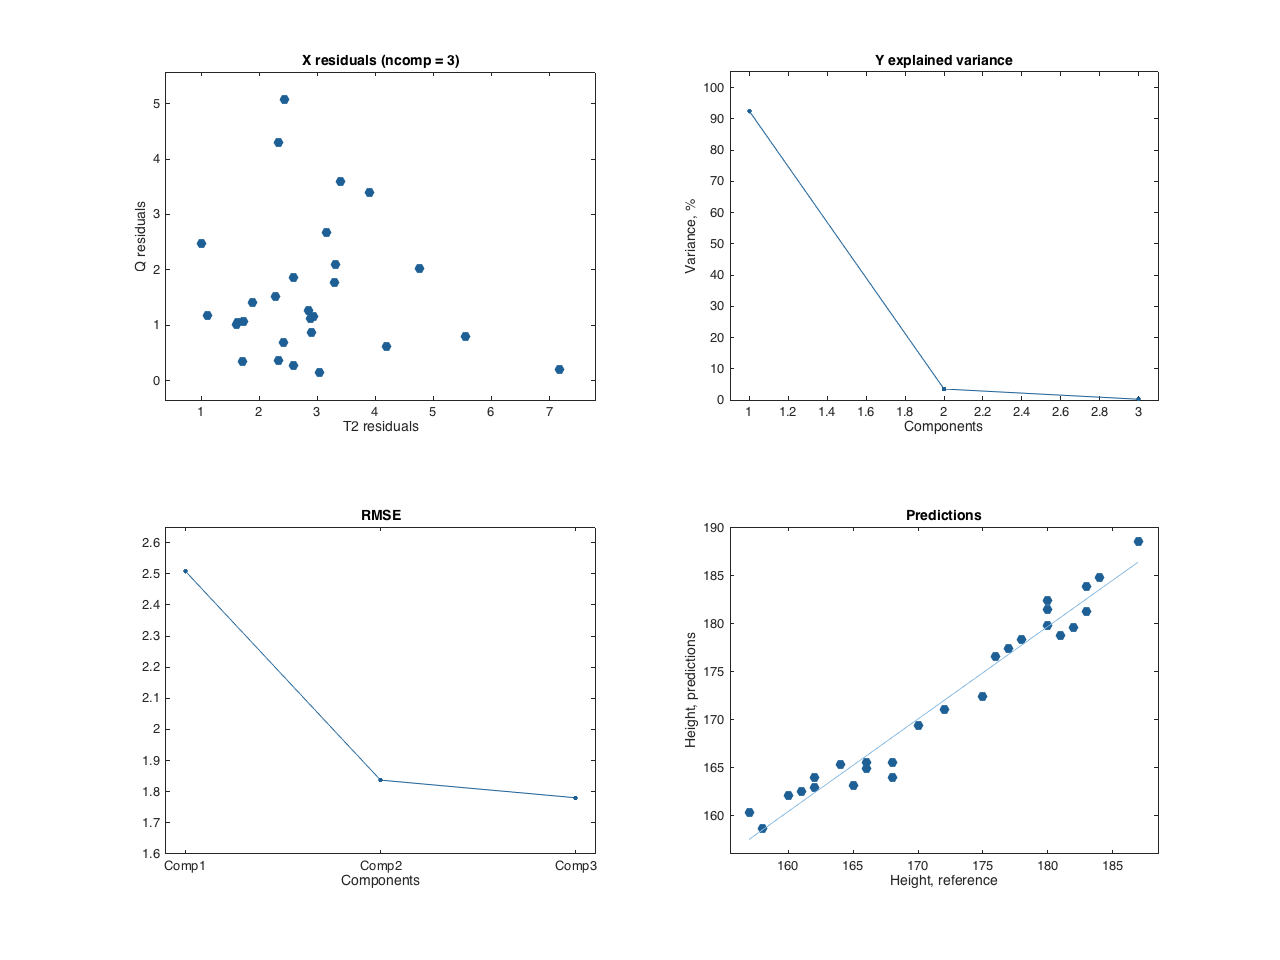 X residuals (ncomp = 3)
5
4
3
2
1
0
Q residuals
1 2 3 4 5 6 7
T2 residuals
Y explained variance
100
90
80
70
60
50
40
30
20
10
0
Variance, %
1 1.2 1.4 1.6 1.8 2 2.2 2.4 2.6 2.8 3
Components
RMSE
2.6
2.5
2.4
2.3
2.2
2.1
2
1.9
1.8
1.7
1.6
Comp1 Comp2 Comp3
Components
Predictions
190
185
180
175
170
165
160
Height, predictions
160 165 170 175 180 185
Height, reference